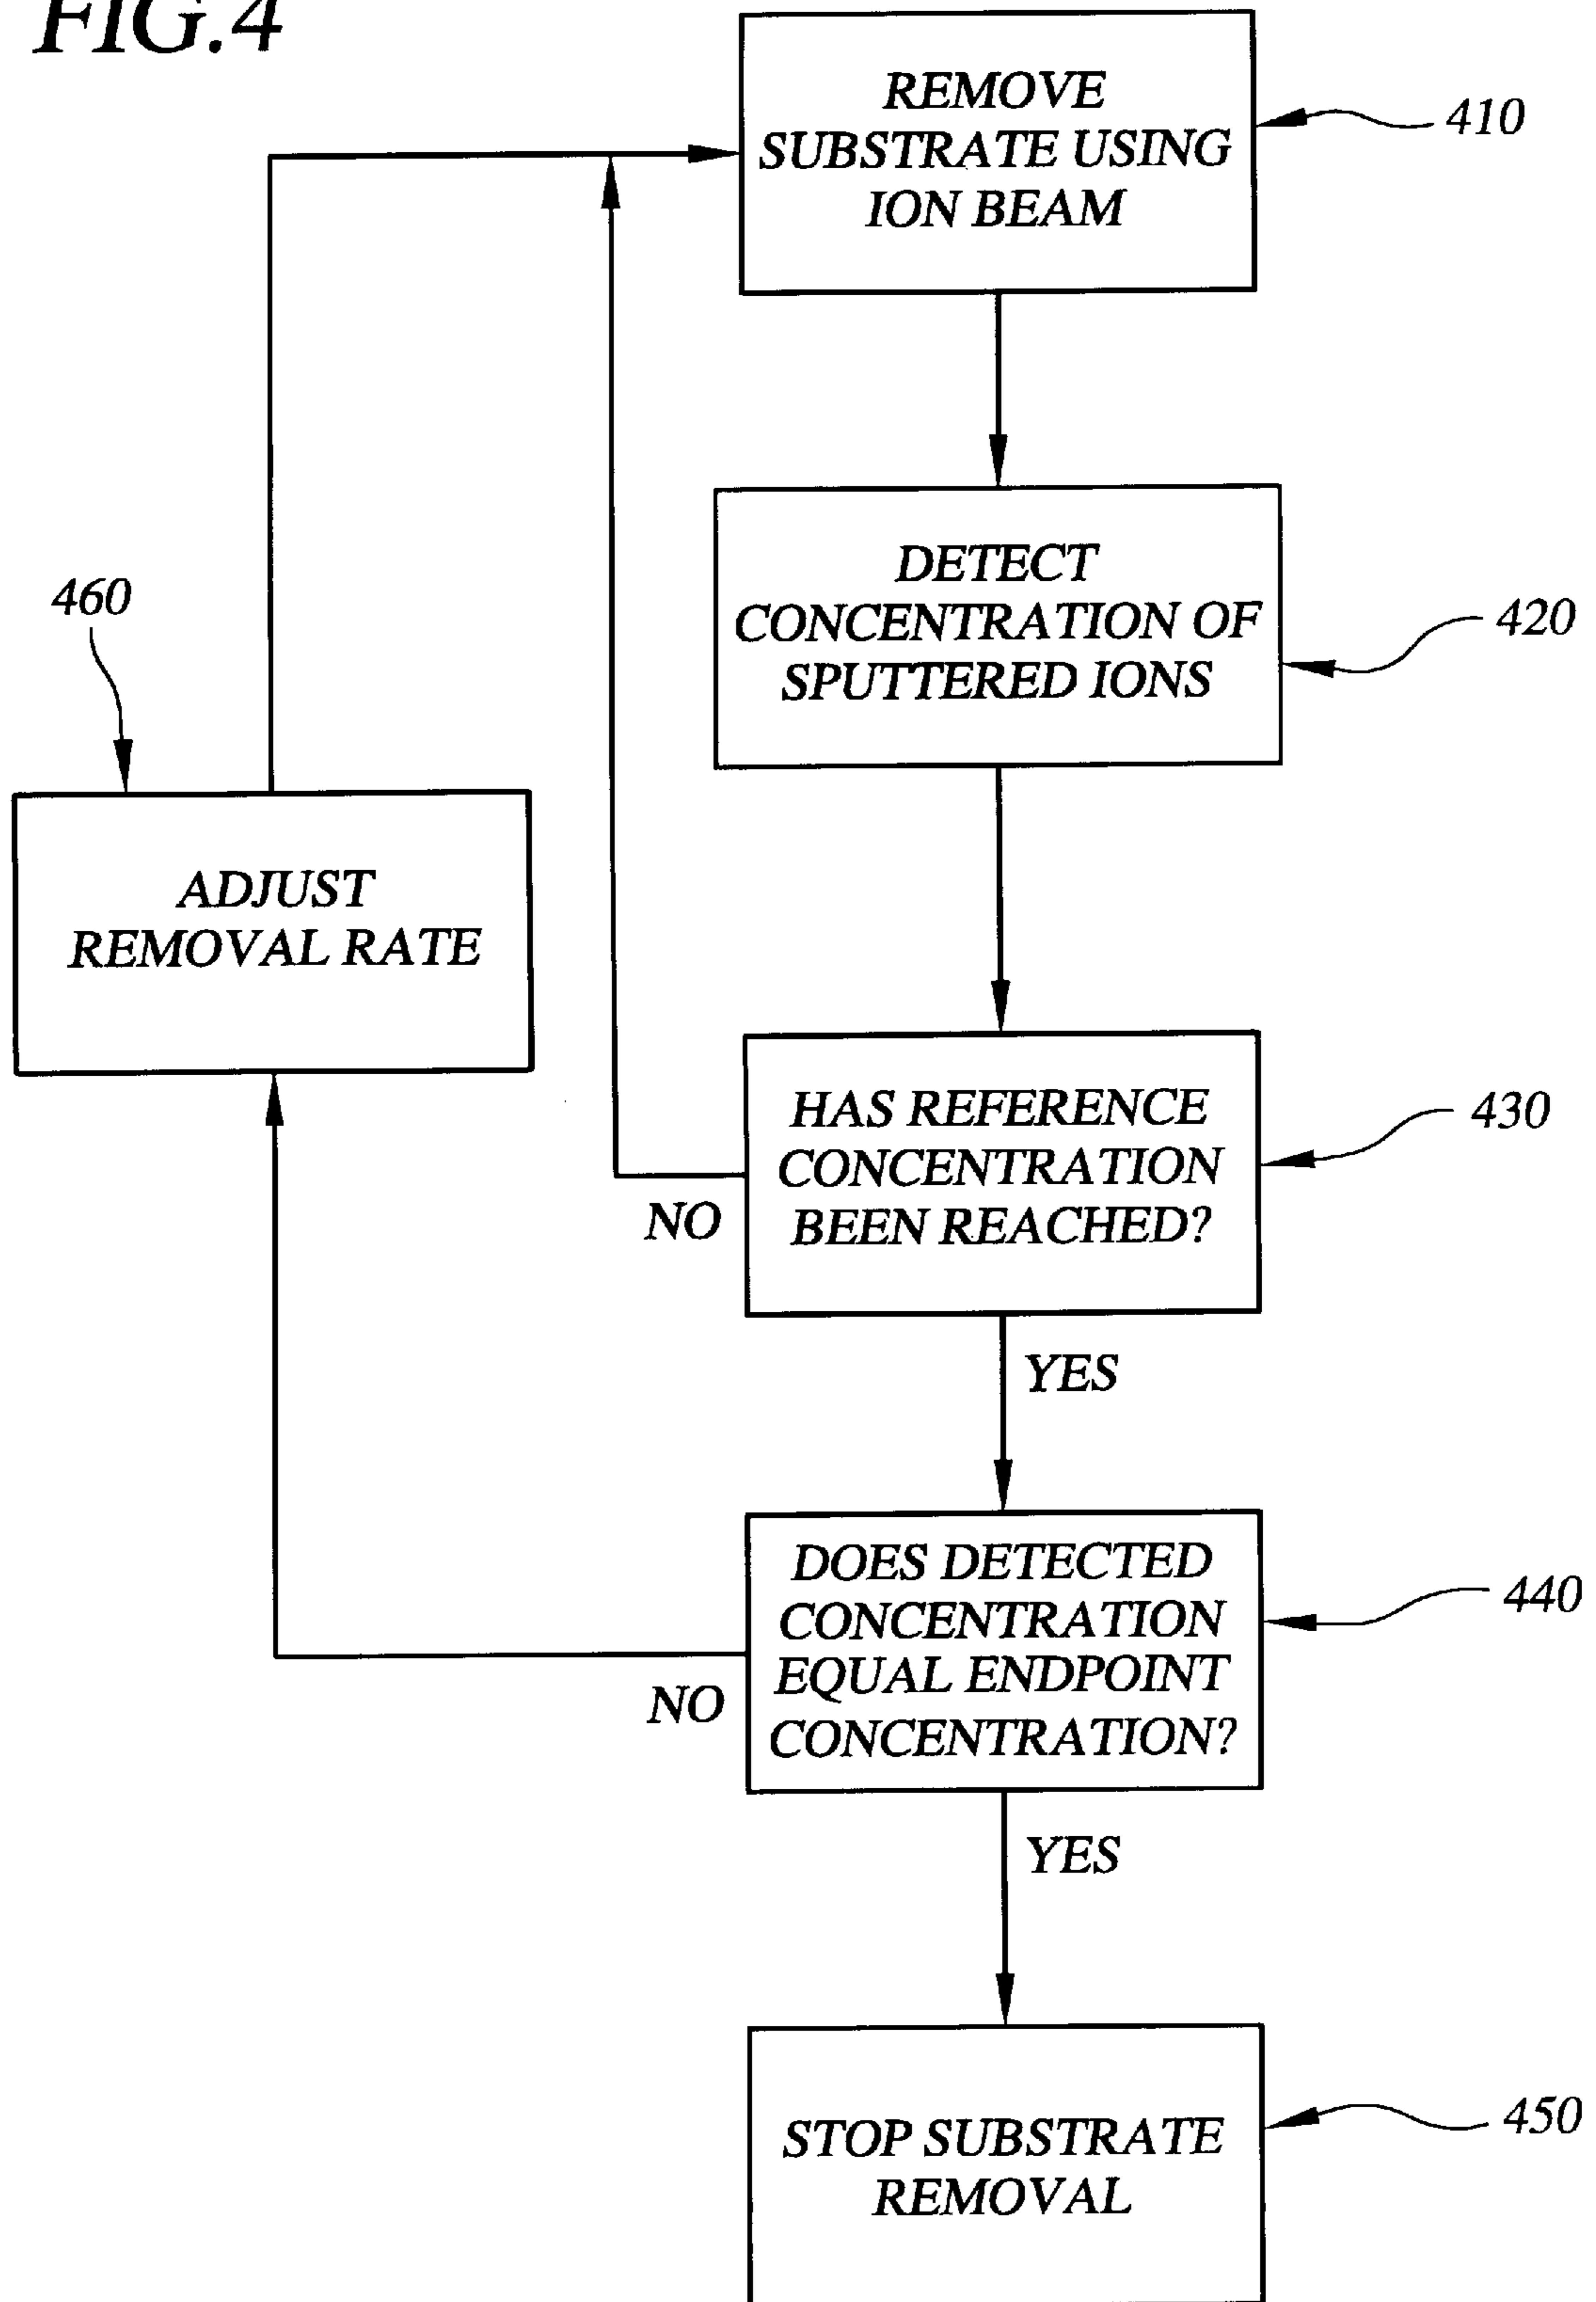 FIG.4
REMOVE
SUBSTRATE USING
ION BEAM
410
DETECT
CONCENTRATION OF
SPUTTERED IONS
420
460
ADJUST
REMOVAL RATE
HAS REFERENCE
CONCENTRATION
BEEN REACHED?
430
NO
YES
DOES DETECTED
CONCENTRATION
EQUAL ENDPOINT
CONCENTRATION?
440
NO
YES
STOP SUBSTRATE
REMOVAL
450